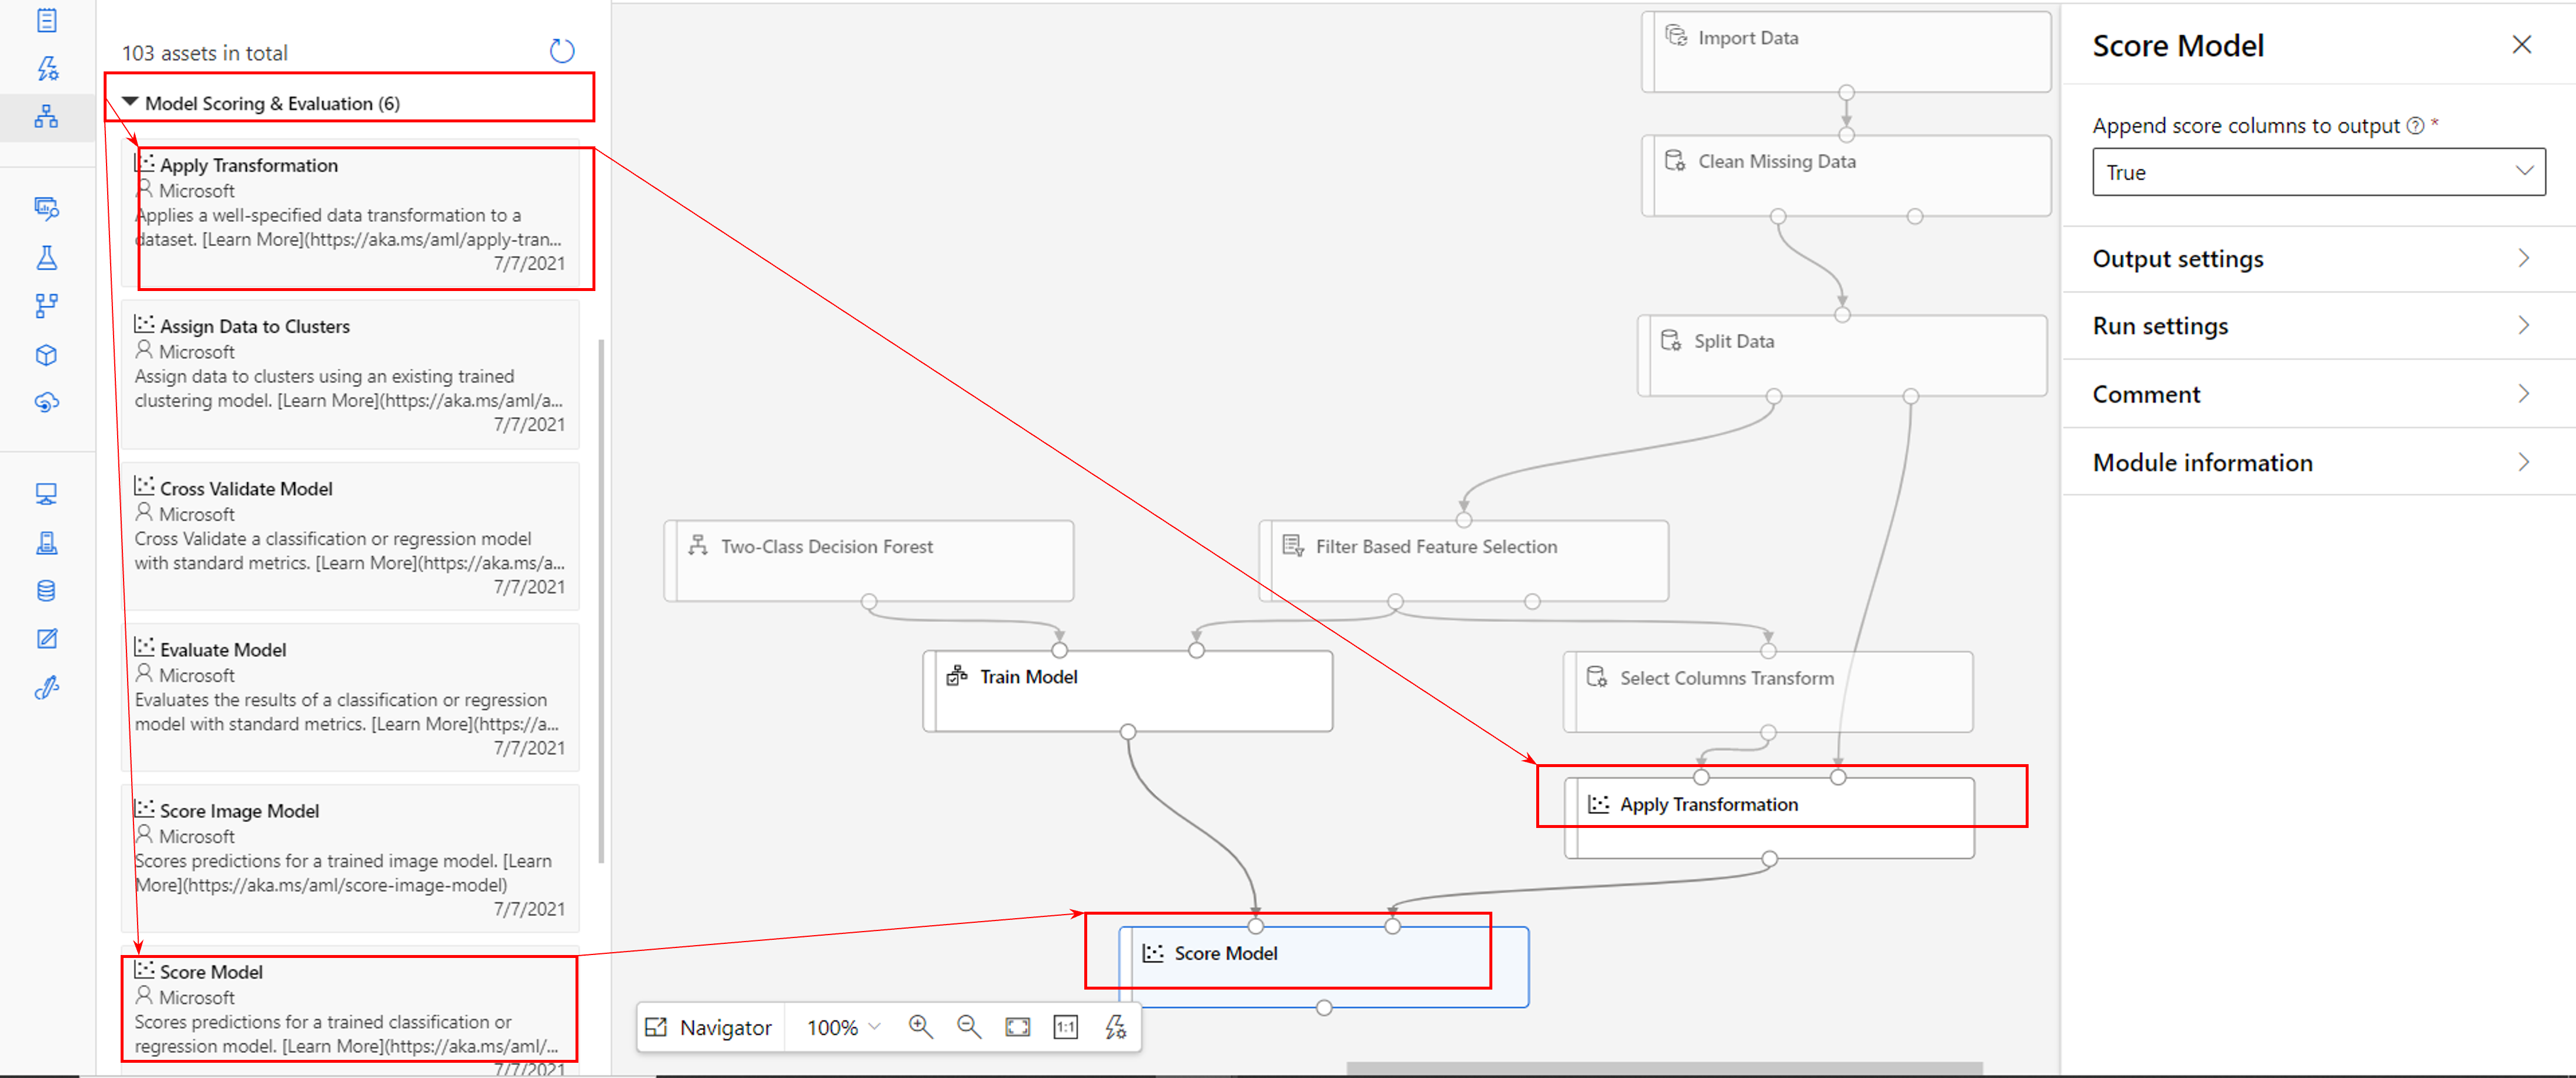 103 assets in total
Model Scoring & Evaluation (6)
Apply Transformation
Microsoft
Applies a well-specified data transformation to a
dataset. [Learn More](https://aka.ms/aml/apply-tran...
7/7/2021
Assign Data to Clusters
Microsoft
Assign data to clusters using an existing trained
clustering model. [Learn More](https://aka.ms/aml/a...
7/7/2021
Cross Validate Model
Microsoft
Cross Validate a classification or regression model
with standard metrics. [Learn More](https://aka.ms/a...
7/7/2021
Evaluate Model
Microsoft
Evaluates the results of a classification or regression
model with standard metrics. [Learn More](https://a...
7/7/2021
Score Image Model
Microsoft
Scores predictions for a trained image model. [Learn
More](https://aka.ms/aml/score-image-model)
7/7/2021
Score Model
Microsoft
Scores predictions for a trained classification or
regression model. [Learn More](https://aka.ms/aml/...
7/7/2021
Import Data
Clean Missing Data
Split Data
Two-Class Decision Forest
Filter Based Feature Selection
Train Model
Select Columns Transform
Apply Transformation
Score Model
Navigator
100%
1:1
Score Model
Append score columns to output *
True
Output settings
Run settings
Comment
Module information